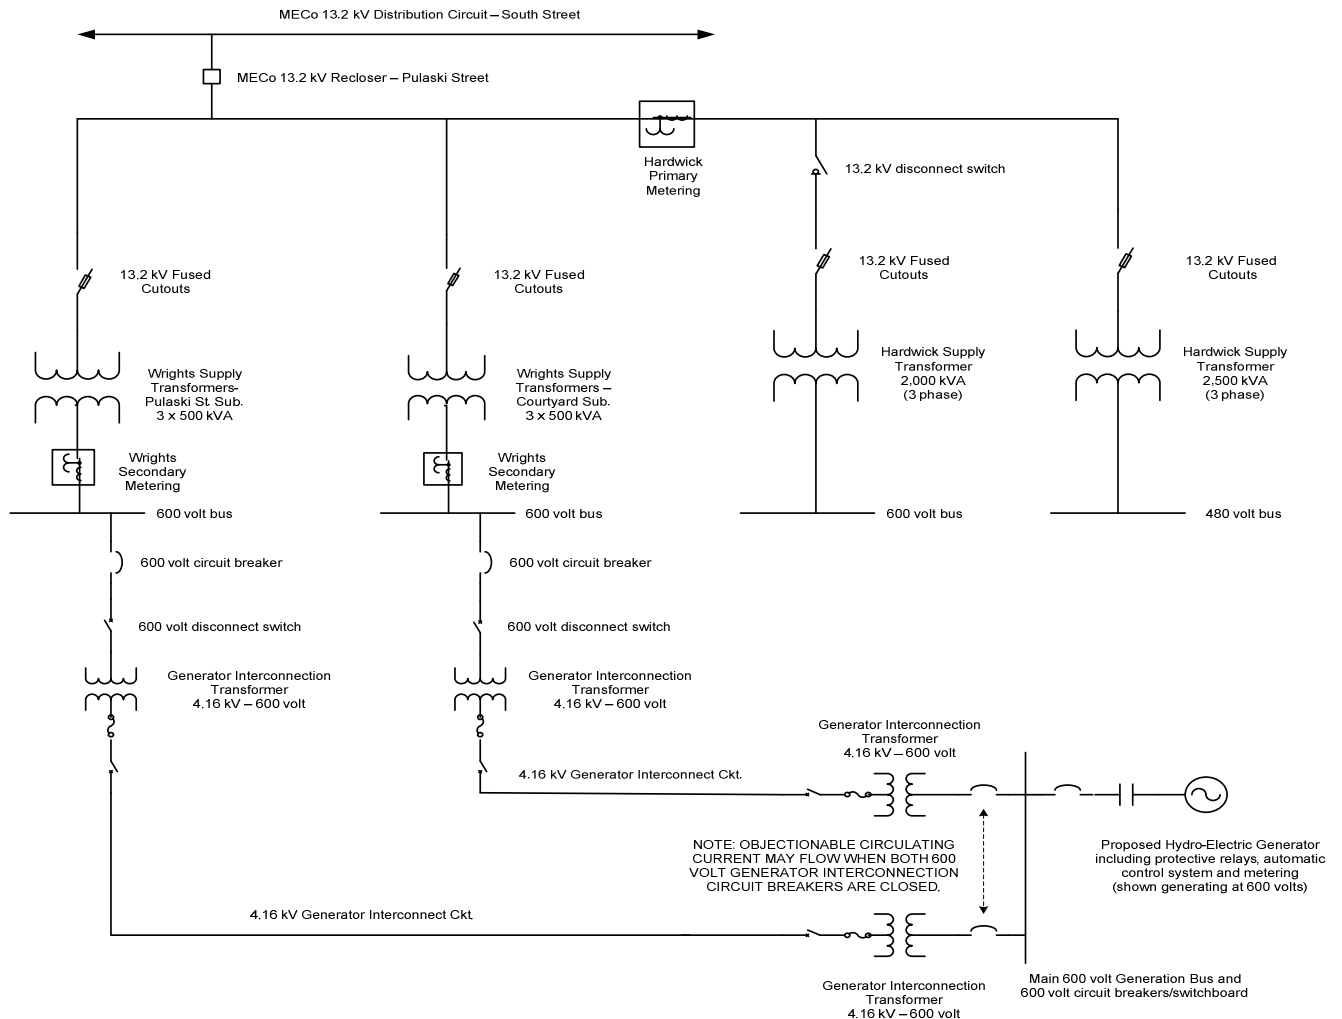 MECo 13.2 kV Distribution Circuit – South Street
MECo 13.2 kV Recloser – Pulaski Street
Hardwick
Primary
Metering
13.2 kV disconnect switch
13.2 kV Fused
Cutouts
13.2 kV Fused
Cutouts
13.2 kV Fused
Cutouts
13.2 kV Fused
Cutouts
Wrights Supply
Transformers-
Pulaski St. Sub.
3 x 500 kVA
Wrights Supply
Transformers –
Courtyard Sub.
3 x 500 kVA
Hardwick Supply
Transformer
2,000 kVA
(3 phase)
Hardwick Supply
Transformer
2,500 kVA
(3 phase)
Wrights
Secondary
Metering
Wrights
Secondary
Metering
600 volt bus
600 volt bus
600 volt bus
480 volt bus
600 volt circuit breaker
600 volt circuit breaker
600 volt disconnect switch
600 volt disconnect switch
Generator Interconnection
Transformer
4.16 kV – 600 volt
Generator Interconnection
Transformer
4.16 kV – 600 volt
Generator Interconnection
Transformer
4.16 kV – 600 volt
4.16 kV Generator Interconnect Ckt.
NOTE: OBJECTIONABLE CIRCULATING
CURRENT MAY FLOW WHEN BOTH 600
VOLT GENERATOR INTERCONNECTION
CIRCUIT BREAKERS ARE CLOSED.
Proposed Hydro-Electric Generator
including protective relays, automatic
control system and metering
(shown generating at 600 volts)
4.16 kV Generator Interconnect Ckt.
Generator Interconnection
Transformer
4.16 kV – 600 volt
Main 600 volt Generation Bus and
600 volt circuit breakers/switchboard